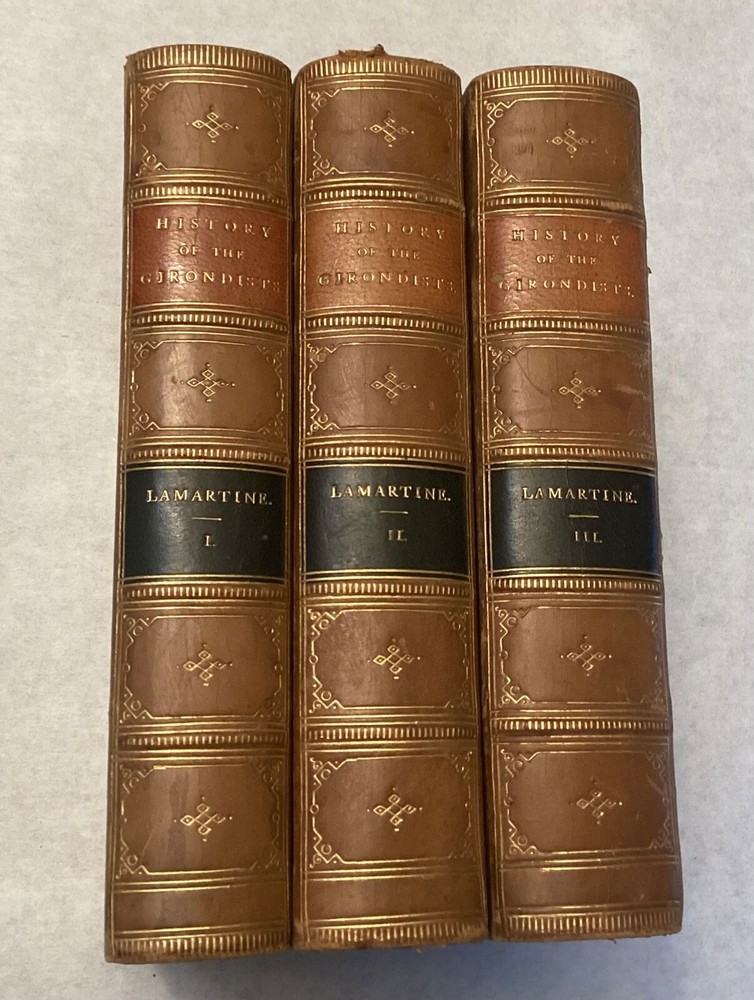 HISTORY
OF THE
GIRONDISTS
LAMARTINE.
I.
HISTORY
OF THE
GIRONDISTS.
LAMARTINE.
II.
HISTORY
OF THE
GIRONDISTS.
LAMARTINE.
III.